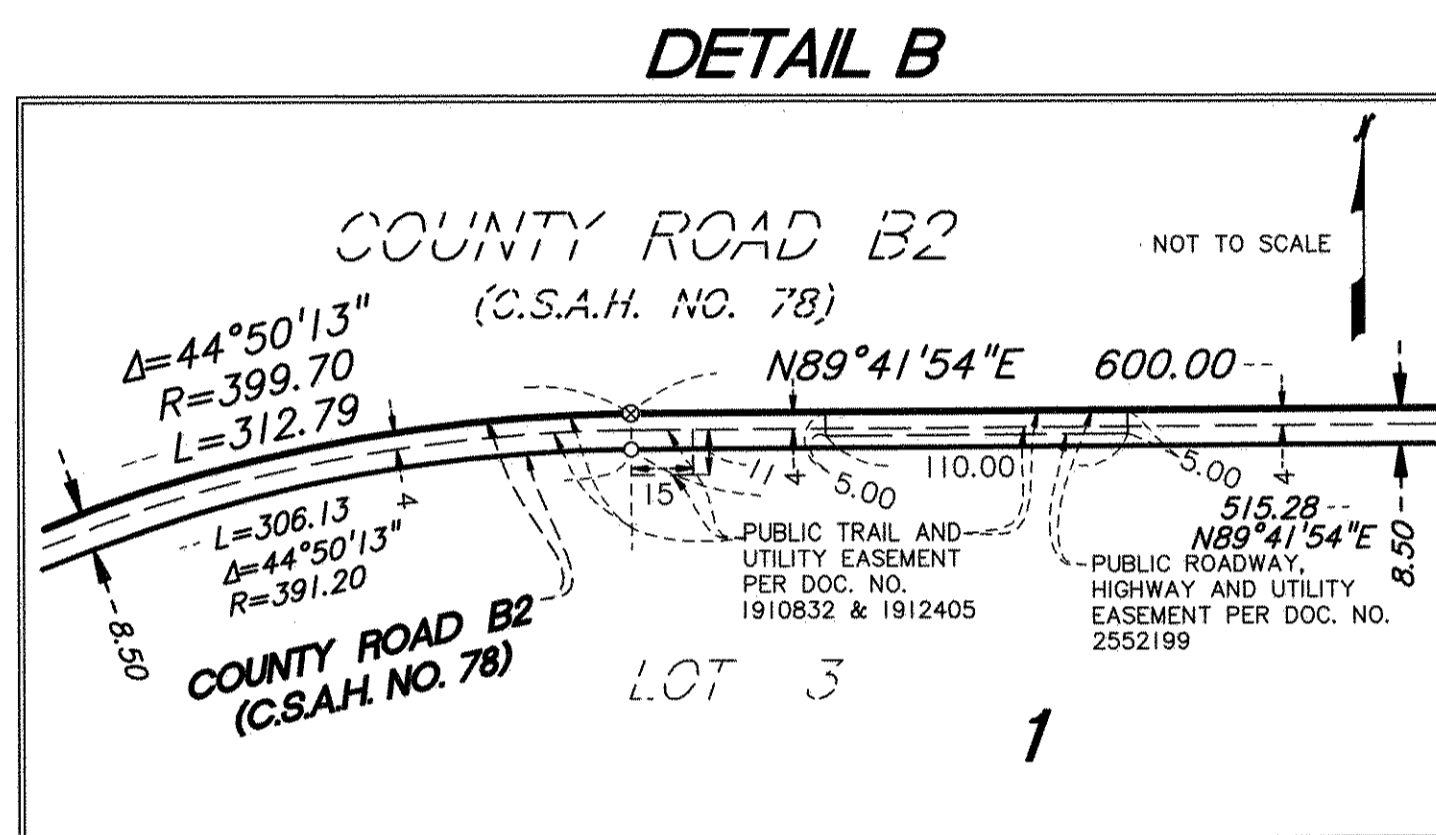 DETAIL B
COUNTY ROAD B2
(C.S.A.H. NO. 78)
NOT TO SCALE
Δ=44°50'13"
R=399.70
L=312.79
N89°41'54"E
600.00
4
4
15
11
4
5.00
110.00
5.00
4
515.28
N89°41'54"E
8.50
L=306.13
Δ=44°50'13"
R=391.20
8.50
PUBLIC TRAIL AND
UTILITY EASEMENT
PER DOC. NO.
1910832 & 1912405
PUBLIC ROADWAY,
HIGHWAY AND UTILITY
EASEMENT PER DOC. NO.
2552199
COUNTY ROAD B2
(C.S.A.H. NO. 78)
LOT 3
1